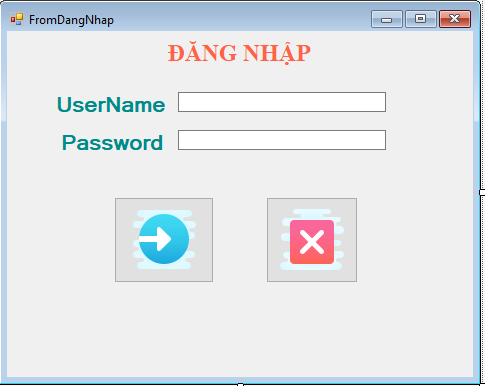 FromDangNhap
ĐĂNG NHẬP
UserName
Password